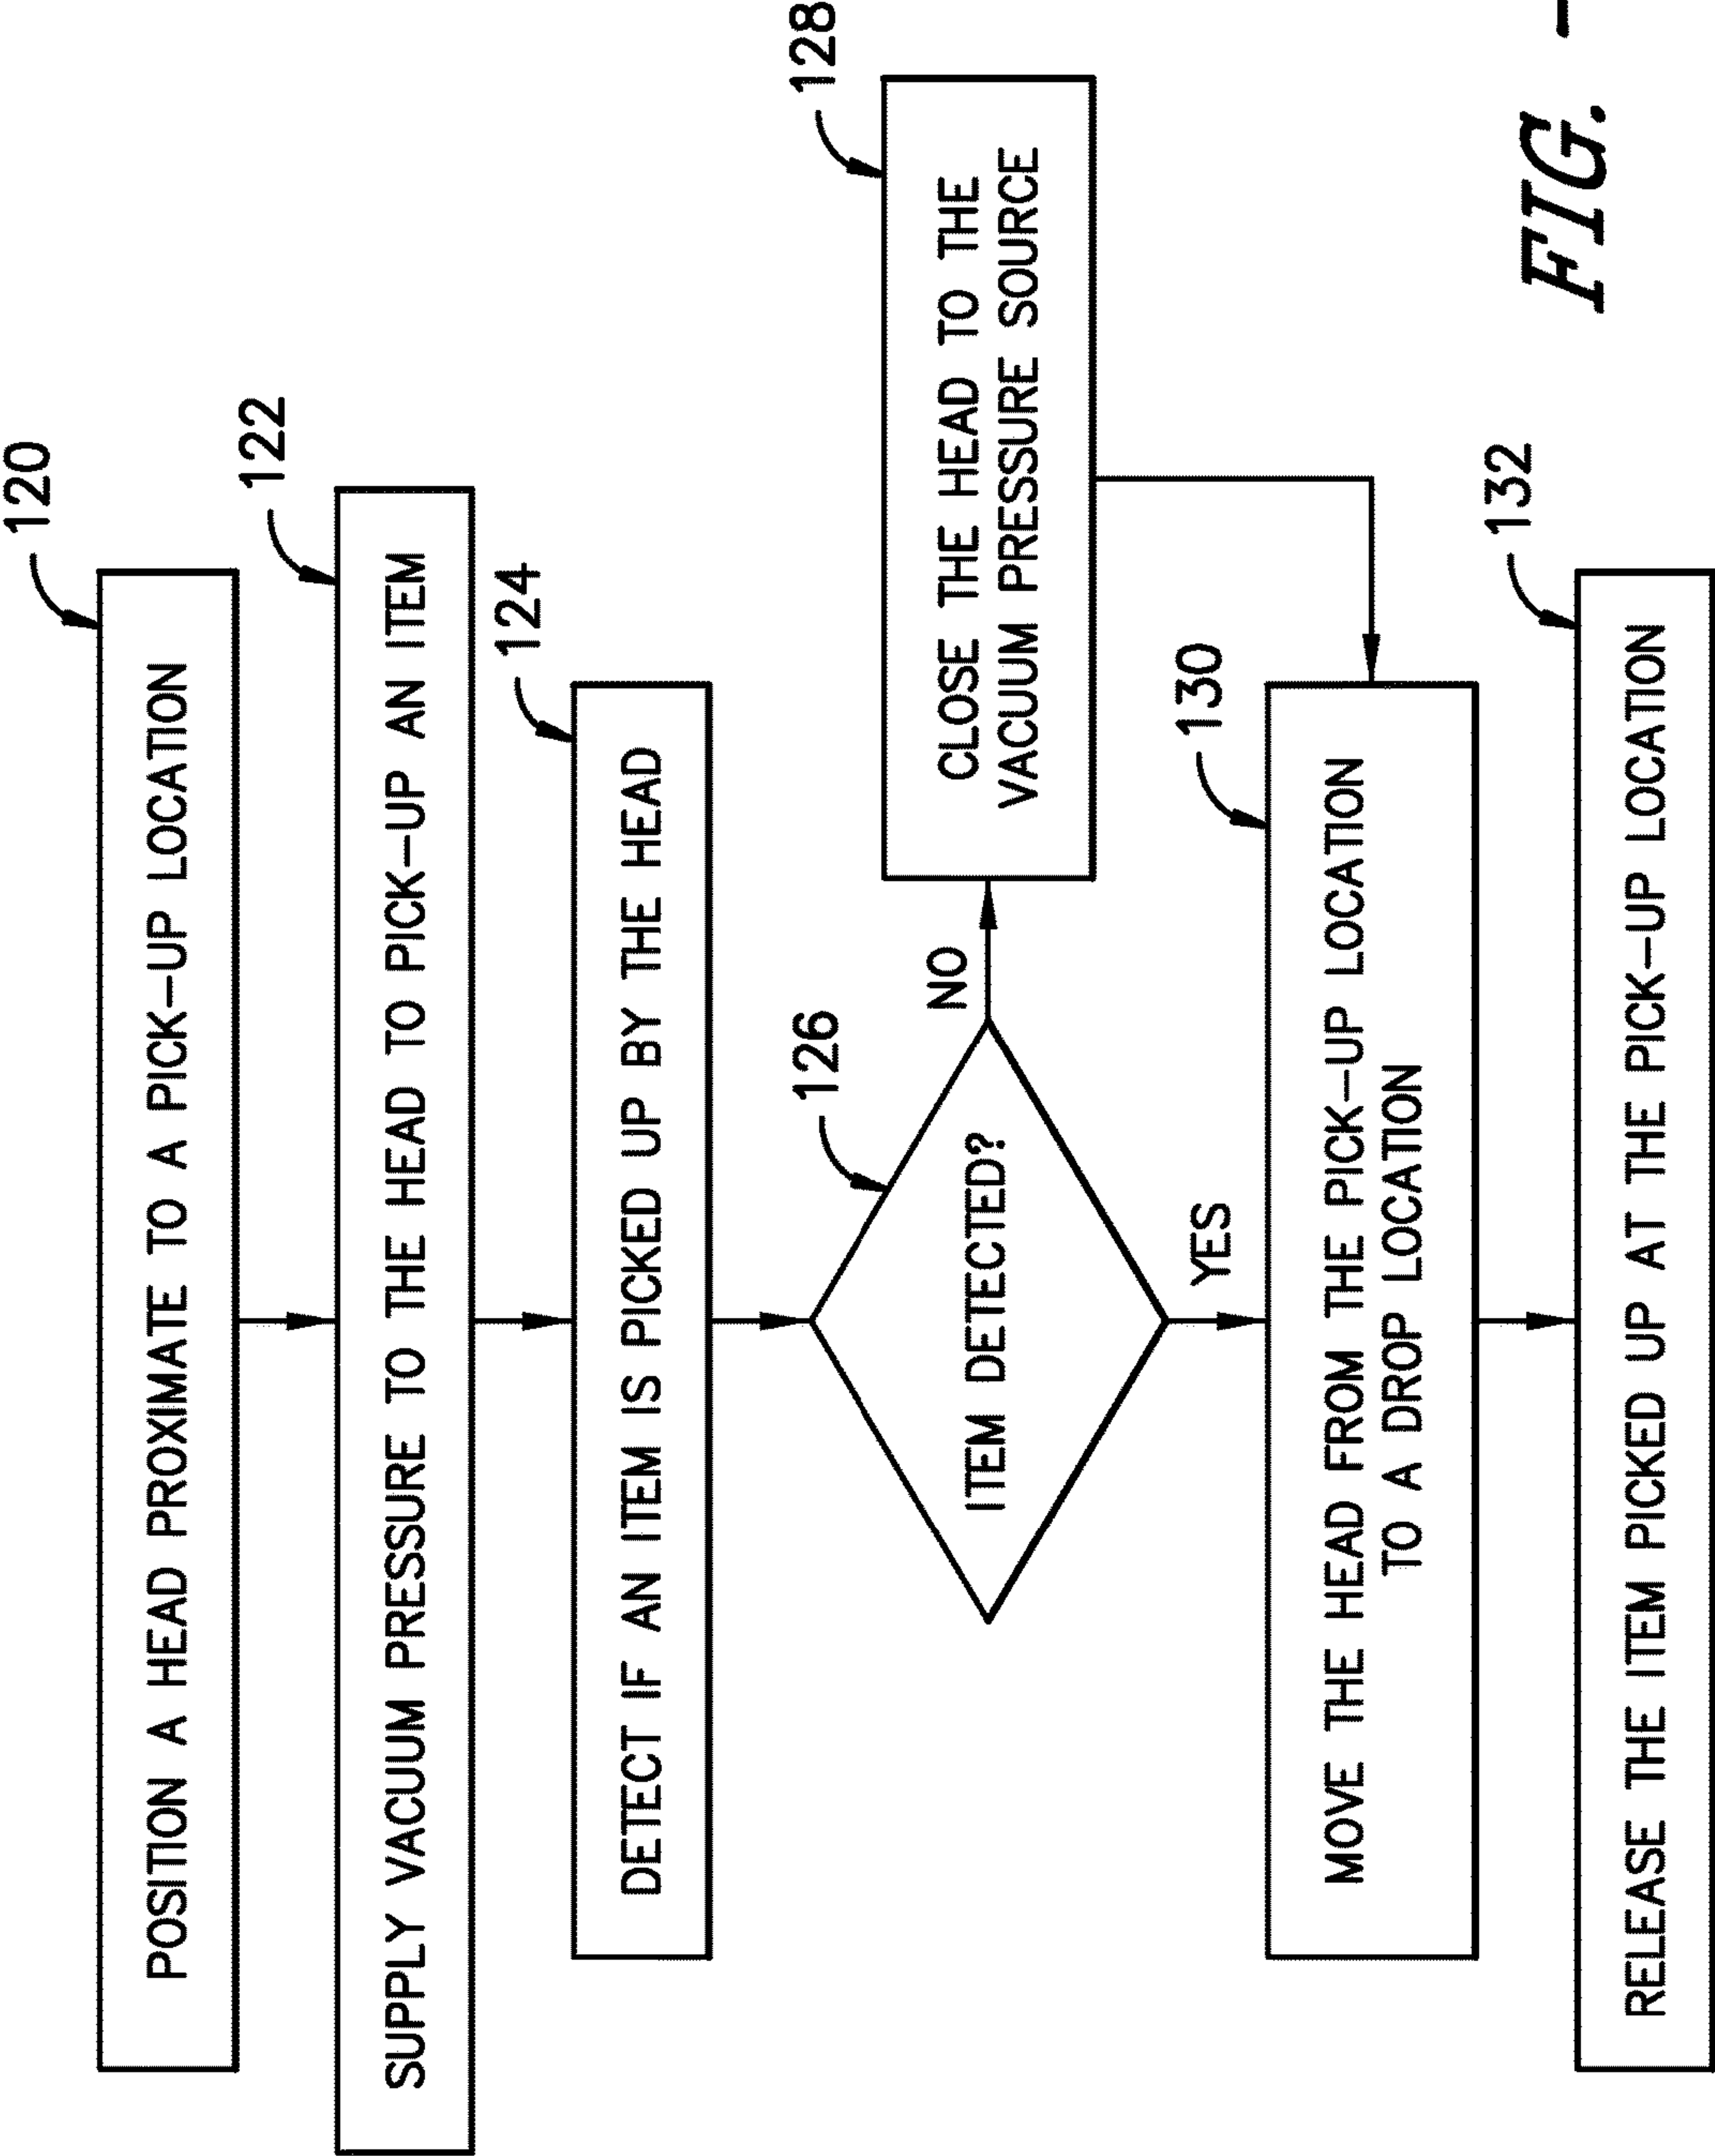 120
POSITION A HEAD PROXIMATE TO A PICK-UP LOCATION
122
SUPPLY VACUUM PRESSURE TO THE HEAD TO PICK-UP AN ITEM
124
DETECT IF AN ITEM IS PICKED UP BY THE HEAD
126
ITEM DETECTED?
NO
128
CLOSE THE HEAD TO THE
VACUUM PRESSURE SOURCE
YES
130
MOVE THE HEAD FROM THE PICK-UP LOCATION
TO A DROP LOCATION
132
RELEASE THE ITEM PICKED UP AT THE PICK-UP LOCATION
FIG.